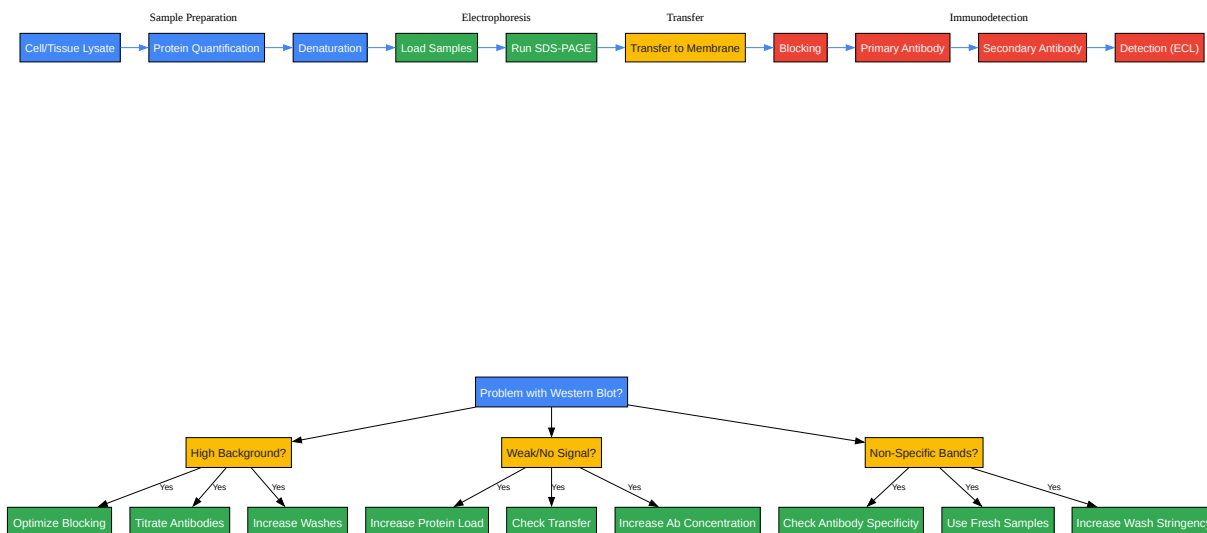 Sample Preparation
Electrophoresis
Transfer
Immunodetection
Cell/Tissue Lysate
Protein Quantification
Denaturation
Load Samples
Run SDS-PAGE
Transfer to Membrane
Blocking
Primary Antibody
Secondary Antibody
Detection (ECL)
Problem with Western Blot?
High Background?
Weak/No Signal?
Non-Specific Bands?
Yes
Yes
Yes
Yes
Yes
Yes
Yes
Yes
Yes
Optimize Blocking
Titrate Antibodies
Increase Washes
Increase Protein Load
Check Transfer
Increase Ab Concentration
Check Antibody Specificity
Use Fresh Samples
Increase Wash Stringency